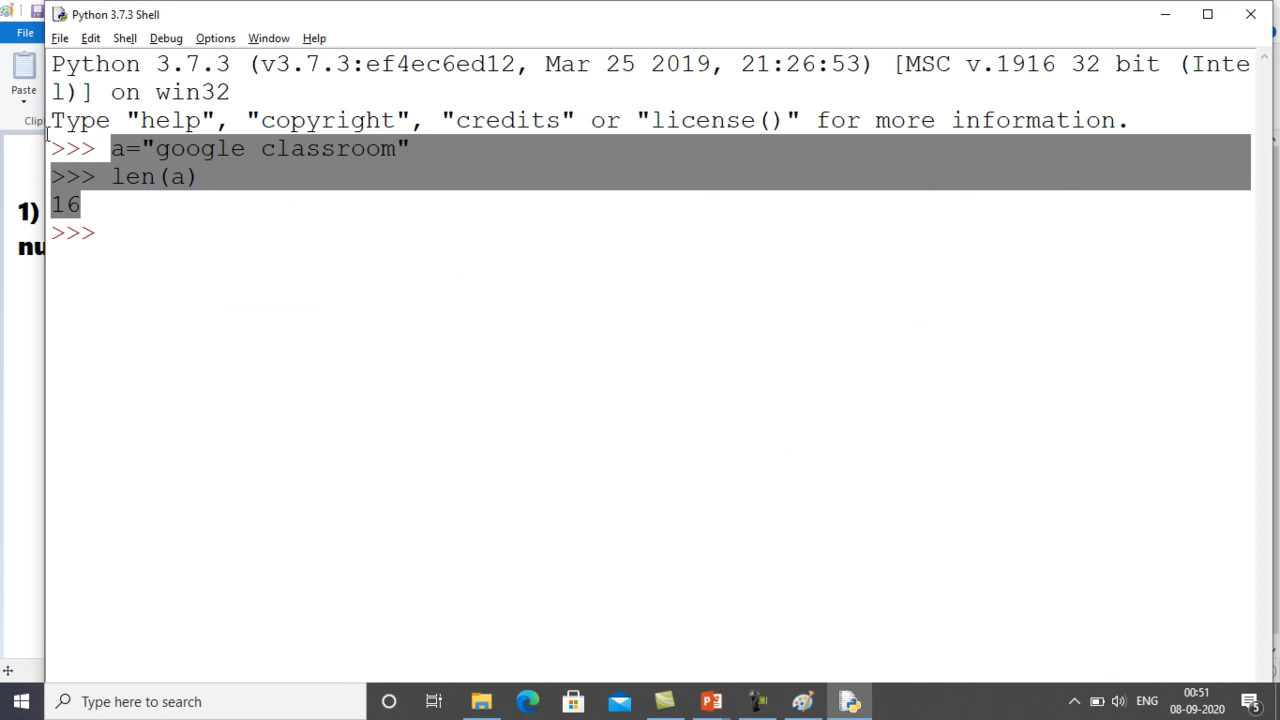 Python 3.7.3 Shell
File
File Edit Shell Debug Options Window Help
Python 3.7.3 (v3.7.3:ef4ec6ed12, Mar 25 2019, 21:26:53) [MSC v.1916 32 bit (Inte
l)] on win32
Paste
Type "help", "copyright", "credits" or "license()" for more information.
>>> a="google classroom"
>>> len(a)
16
>>>
1)
nu
Type here to search
ENG
00:51
08-09-2020
5